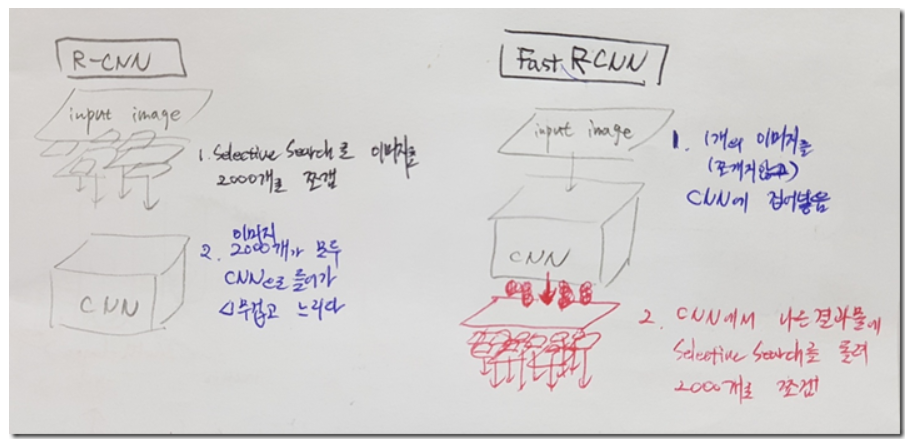 R-CNN
input image
1. Selective Search로 이미지를
2000개로 쪼갬
이미지
2. 2000개가 모두
CNN으로 들어가
무겁고 느리다
CNN
Fast R-CNN
input image
1. 1개의 이미지를
(쪼개지않고)
CNN에 집어넣음
CNN
2. CNN에서 나온결과물에
Selective Search를 돌려
2000개로 쪼갬!